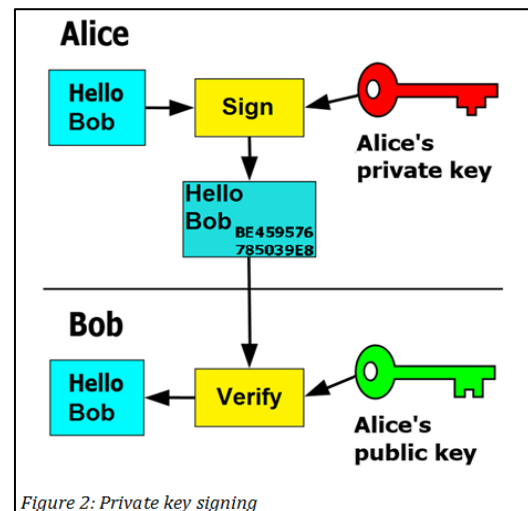 Alice
Hello
Bob
Sign
Alice's
private key
Hello
Bob
BE459576
785039E8
Bob
Hello
Bob
Verify
Alice's
public key
Figure 2: Private key signing